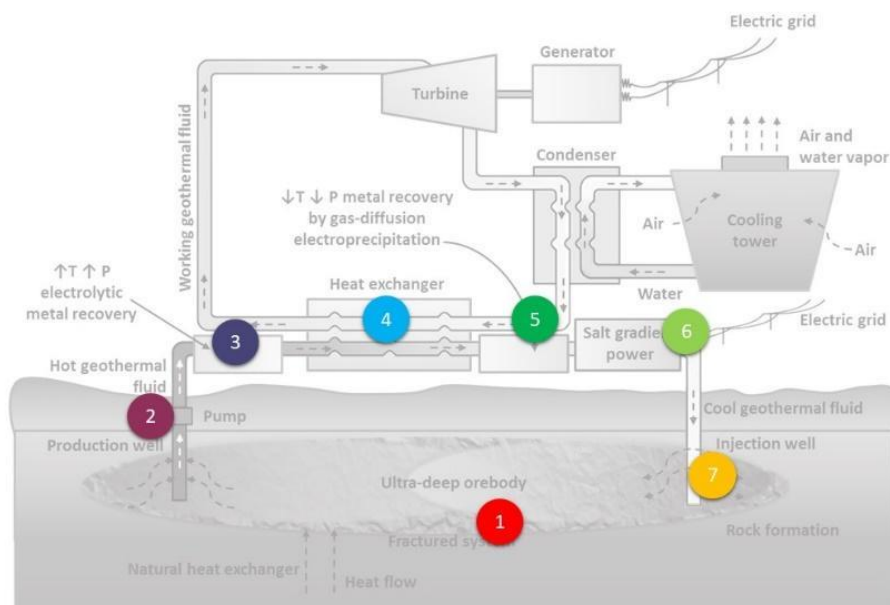 Electric grid
Generator
Turbine
Condenser
Air and
water vapor
Working geothermal fluid
↓T ↓ P metal recovery
by gas-diffusion
electroprecipitation
Air
Cooling
tower
Air
↑T ↑ P
electrolytic
metal recovery
Heat exchanger
Water
Electric grid
3
4
5
6
Salt gradient
power
Hot geothermal
fluid
2
Pump
Cool geothermal fluid
Production well
Injection well
Ultra-deep orebody
7
1
Fractured system
Rock formation
Natural heat exchanger
Heat flow